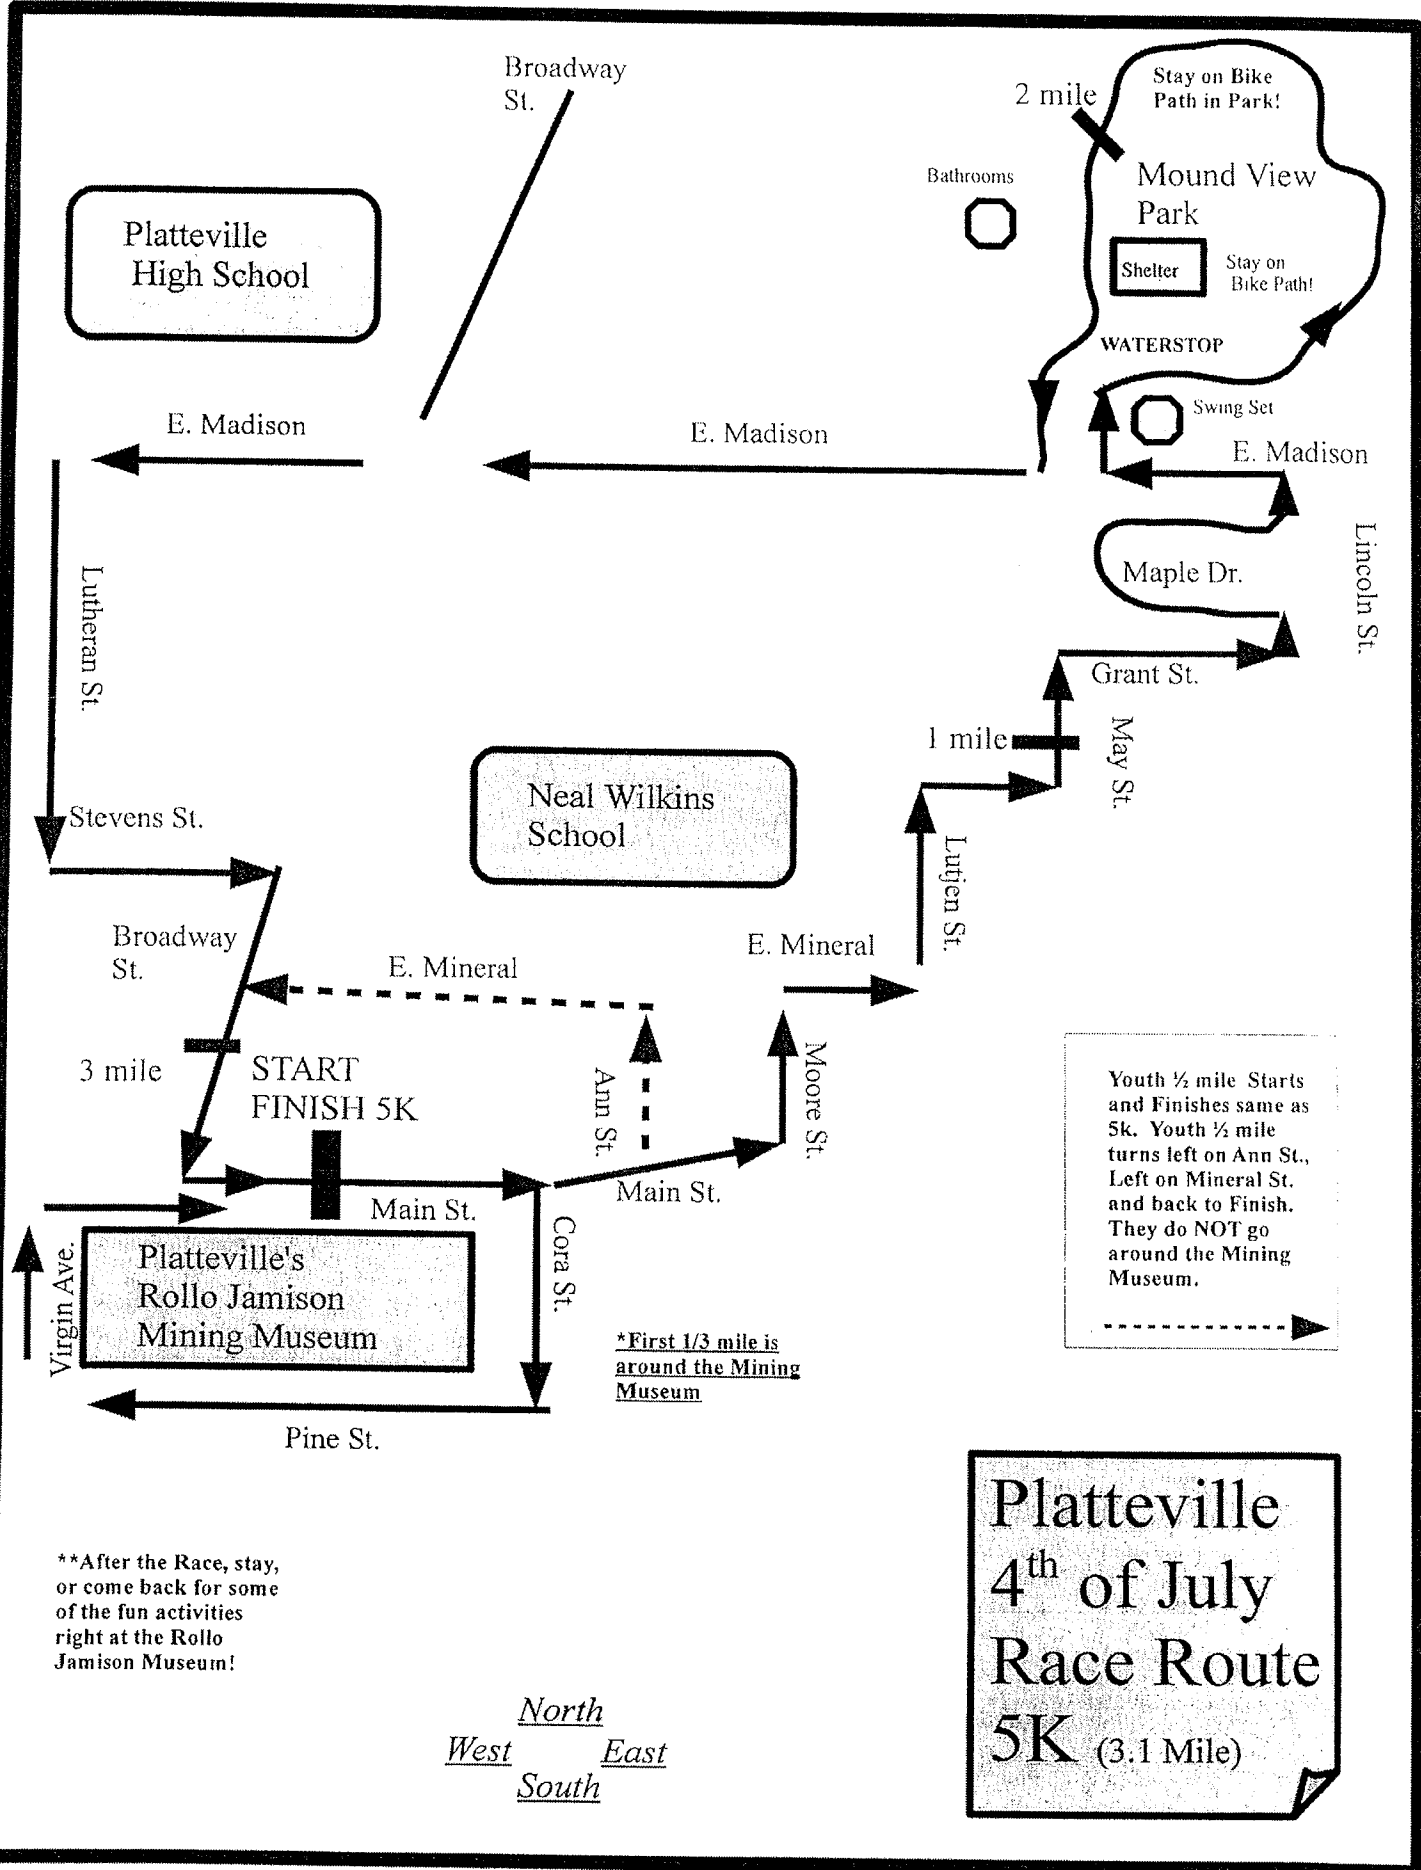 Broadway
St.
2 mile
Stay on Bike
Path in Park!
Bathrooms
Mound View
Park
Platteville
High School
Shelter
Stay on
Bike Path!
WATERSTOP
Swing Set
E. Madison
E. Madison
E. Madison
Lincoln St.
Maple Dr.
Lutheran St.
Grant St.
1 mile
May St.
Neal Wilkins
School
Stevens St.
Lutjen St.
Broadway
St.
E. Mineral
E. Mineral
3 mile
START
FINISH 5K
Ann St.
Moore St.
Youth ½ mile Starts
and Finishes same as
5k. Youth ½ mile
turns left on Ann St.,
Left on Mineral St.
and back to Finish.
They do NOT go
around the Mining
Museum.
Main St.
Main St.
Cora St.
Virgin Ave.
Platteville's
Rollo Jamison
Mining Museum
*First 1/3 mile is
around the Mining
Museum
Pine St.
**After the Race, stay,
or come back for some
of the fun activities
right at the Rollo
Jamison Museum!
North
West East
South
Platteville
4th of July
Race Route
5K (3.1 Mile)